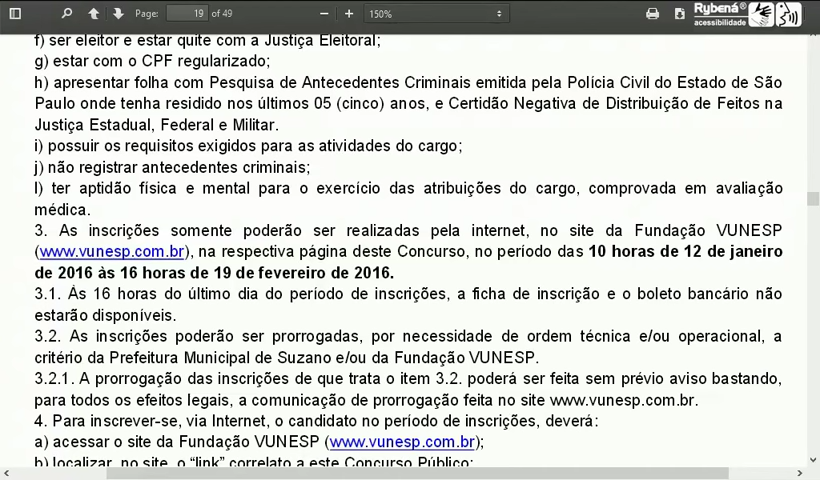 Page: 19 of 49 150% Rybená acessibilidade
f) ser eleitor e estar quite com a Justiça Eleitoral;
g) estar com o CPF regularizado;
h) apresentar folha com Pesquisa de Antecedentes Criminais emitida pela Polícia Civil do Estado de São
Paulo onde tenha residido nos últimos 05 (cinco) anos, e Certidão Negativa de Distribuição de Feitos na
Justiça Estadual, Federal e Militar.
i) possuir os requisitos exigidos para as atividades do cargo;
j) não registrar antecedentes criminais;
l) ter aptidão física e mental para o exercício das atribuições do cargo, comprovada em avaliação
médica.
3. As inscrições somente poderão ser realizadas pela internet, no site da Fundação VUNESP
(www.vunesp.com.br), na respectiva página deste Concurso, no período das 10 horas de 12 de janeiro
de 2016 às 16 horas de 19 de fevereiro de 2016.
3.1. Às 16 horas do último dia do período de inscrições, a ficha de inscrição e o boleto bancário não
estarão disponíveis.
3.2. As inscrições poderão ser prorrogadas, por necessidade de ordem técnica e/ou operacional, a
critério da Prefeitura Municipal de Suzano e/ou da Fundação VUNESP.
3.2.1. A prorrogação das inscrições de que trata o item 3.2. poderá ser feita sem prévio aviso bastando,
para todos os efeitos legais, a comunicação de prorrogação feita no site www.vunesp.com.br.
4. Para inscrever-se, via Internet, o candidato no período de inscrições, deverá:
a) acessar o site da Fundação VUNESP (www.vunesp.com.br);
b) localizar, no site, o “link” correlato a este Concurso Público;